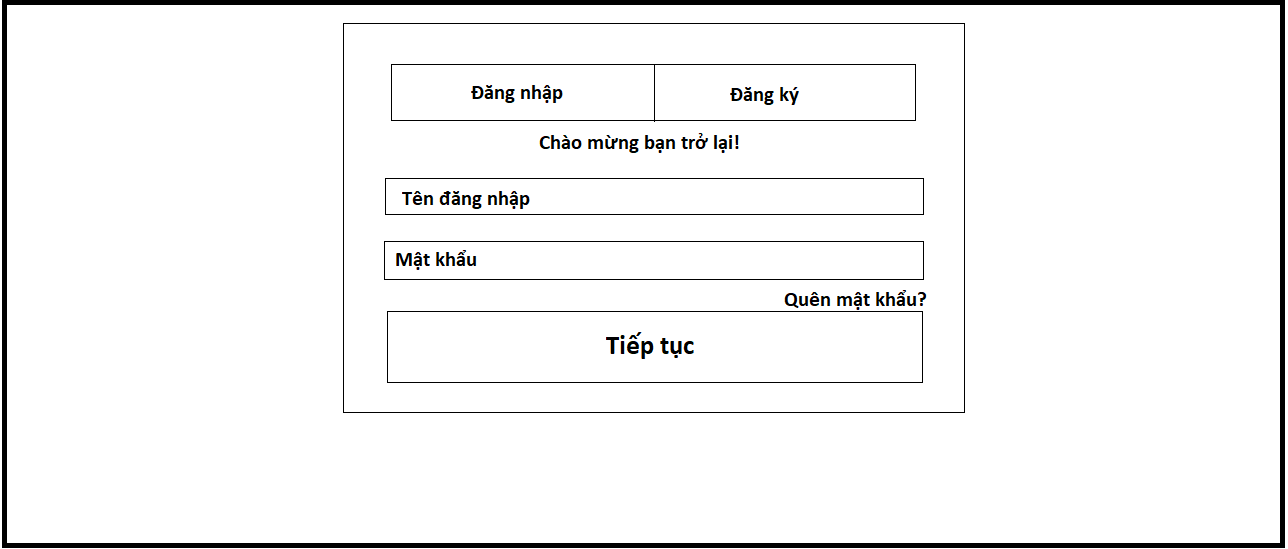 Đăng nhập
Đăng ký
Chào mừng bạn trở lại!
Tên đăng nhập
Mật khẩu
Quên mật khẩu?
Tiếp tục